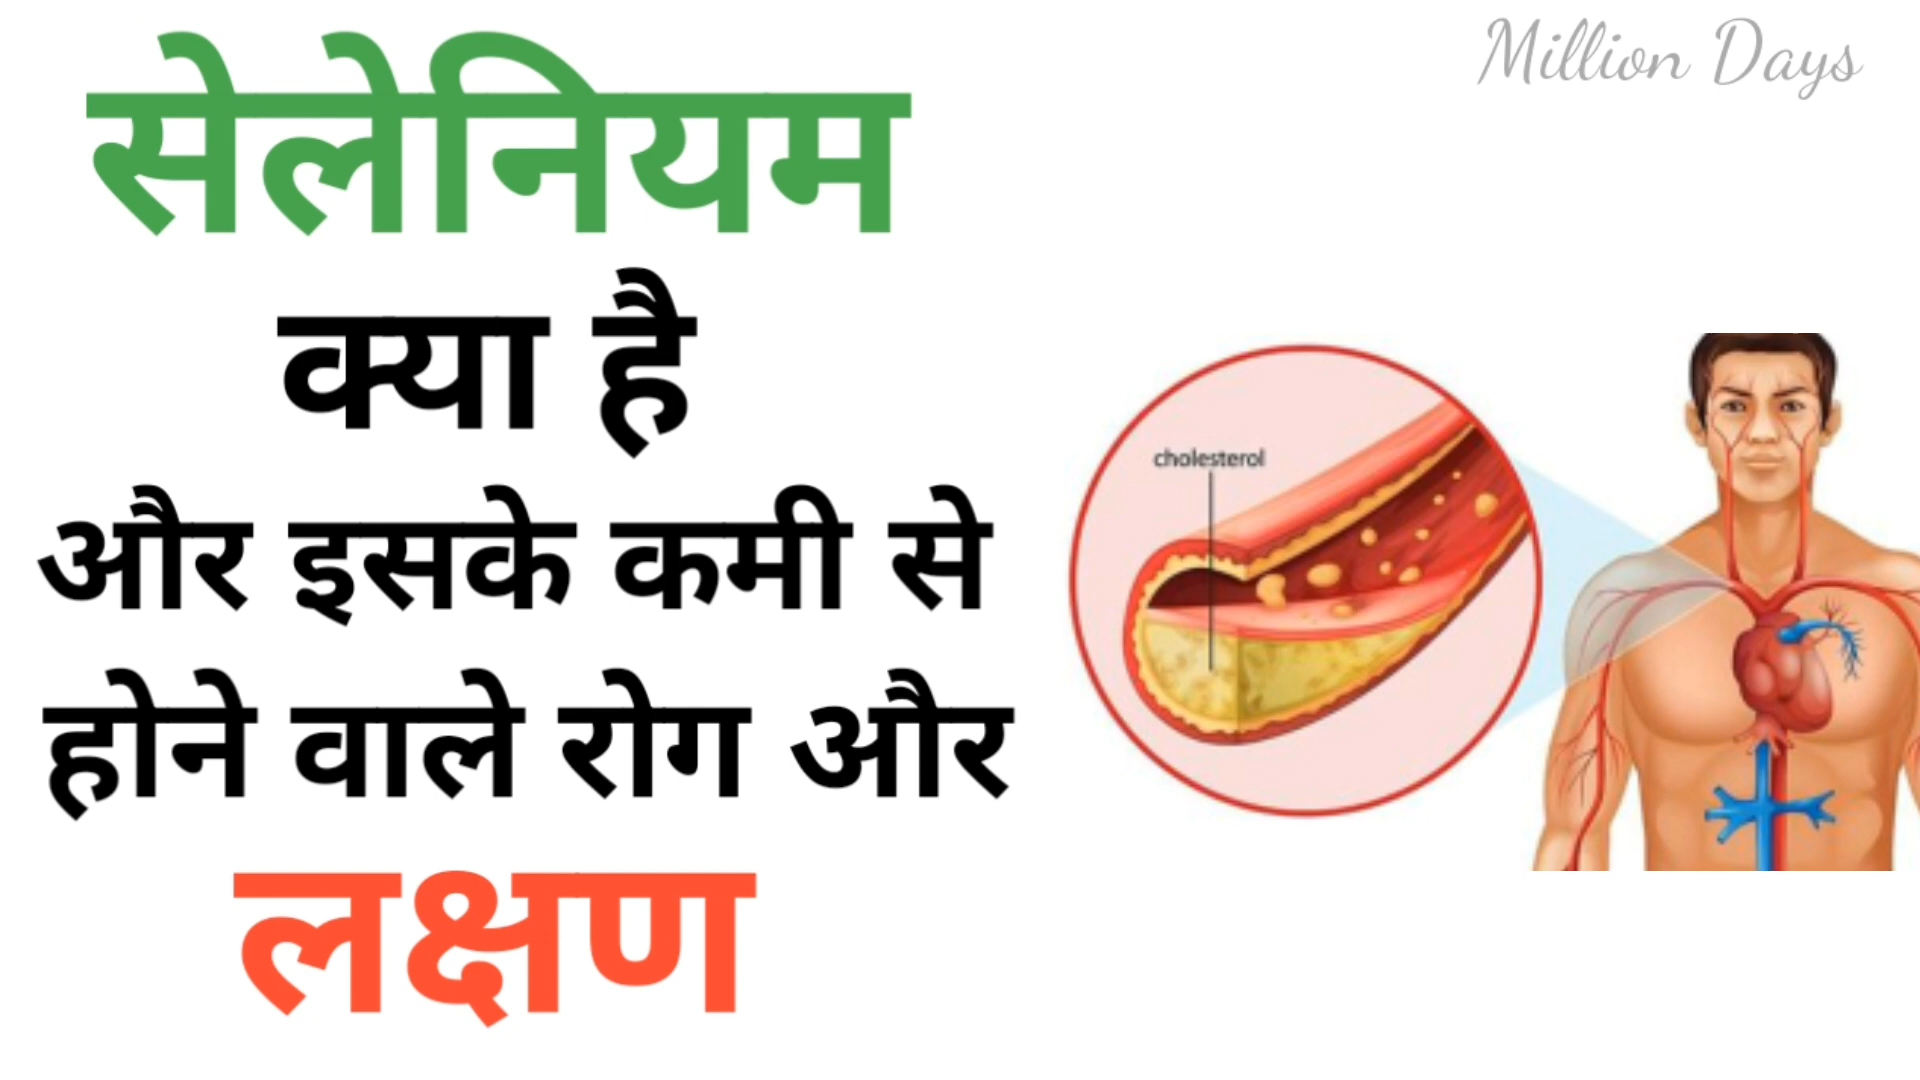 Million Days
सेलेनियम
क्या है
और इसके कमी से
होने वाले रोग और
लक्षण
cholesterol